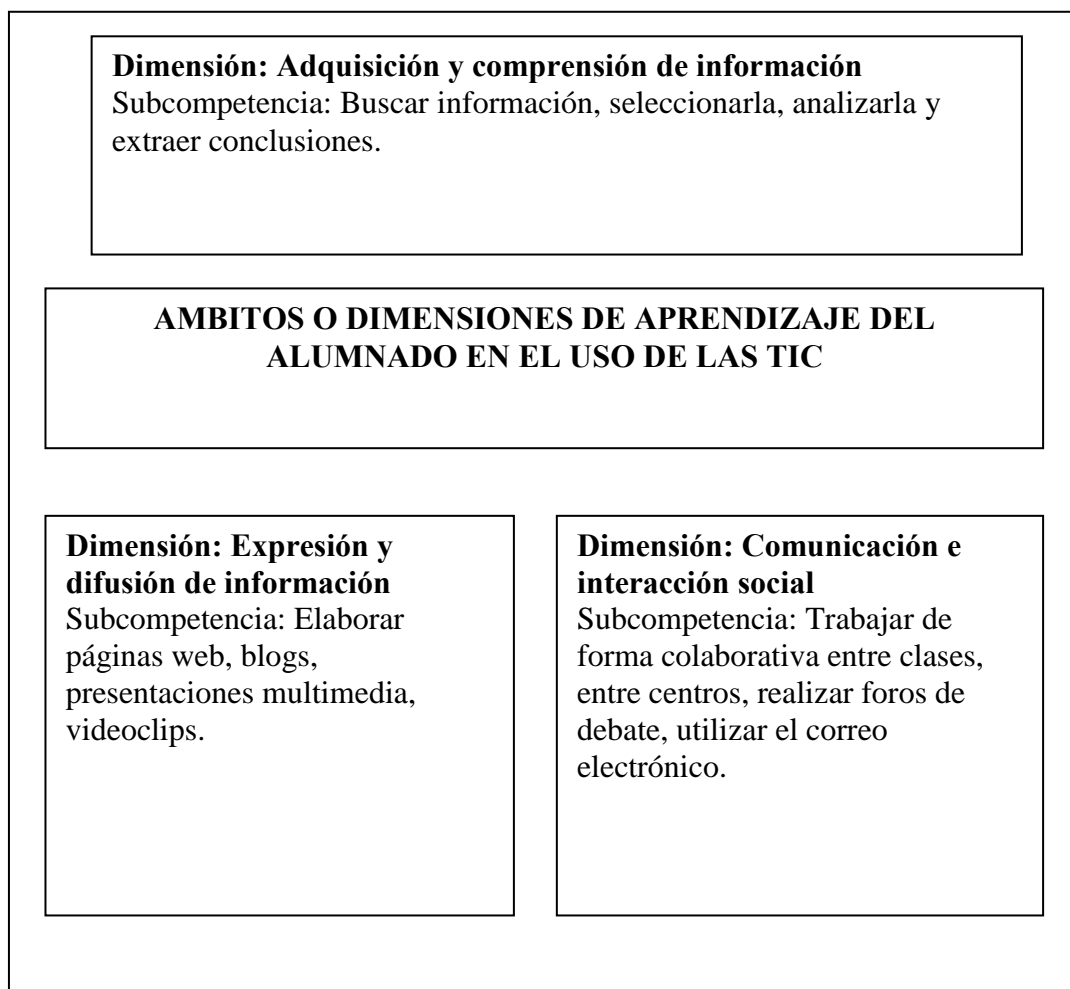 Dimensión: Adquisición y comprensión de información
Subcompetencia: Buscar información, seleccionarla, analizarla y
extraer conclusiones.
AMBITOS O DIMENSIONES DE APRENDIZAJE DEL
ALUMNADO EN EL USO DE LAS TIC
Dimensión: Expresión y
difusión de información
Subcompetencia: Elaborar
páginas web, blogs,
presentaciones multimedia,
videoclips.
Dimensión: Comunicación e
interacción social
Subcompetencia: Trabajar de
forma colaborativa entre clases,
entre centros, realizar foros de
debate, utilizar el correo
electrónico.